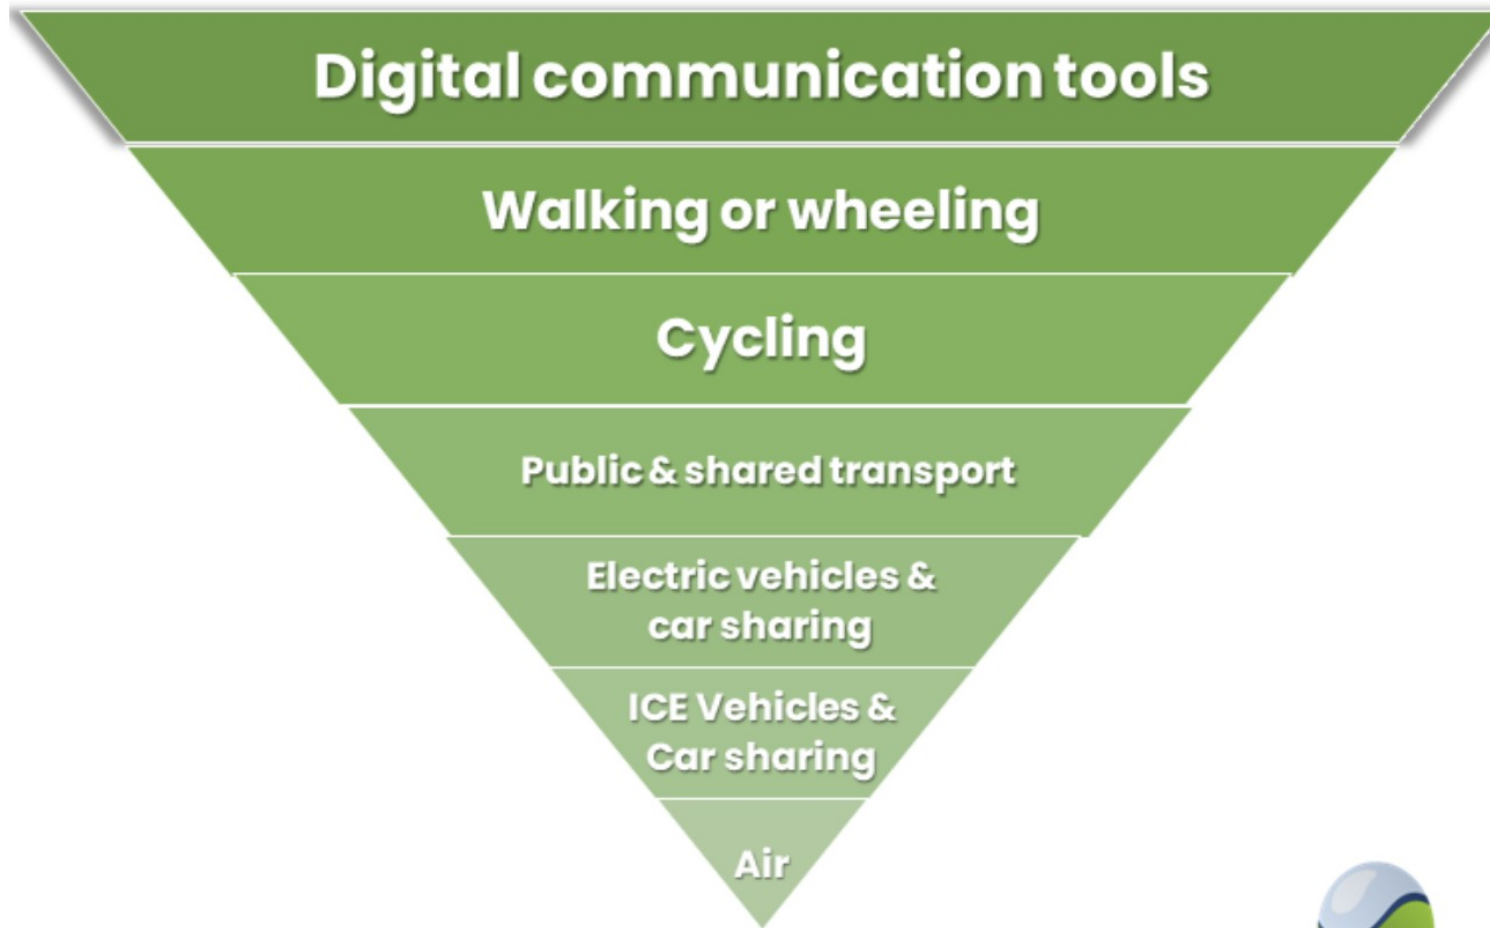 Digital communication tools
Walking or wheeling
Cycling
Public & shared transport
Electric vehicles &
car sharing
ICE Vehicles &
Car sharing
Air